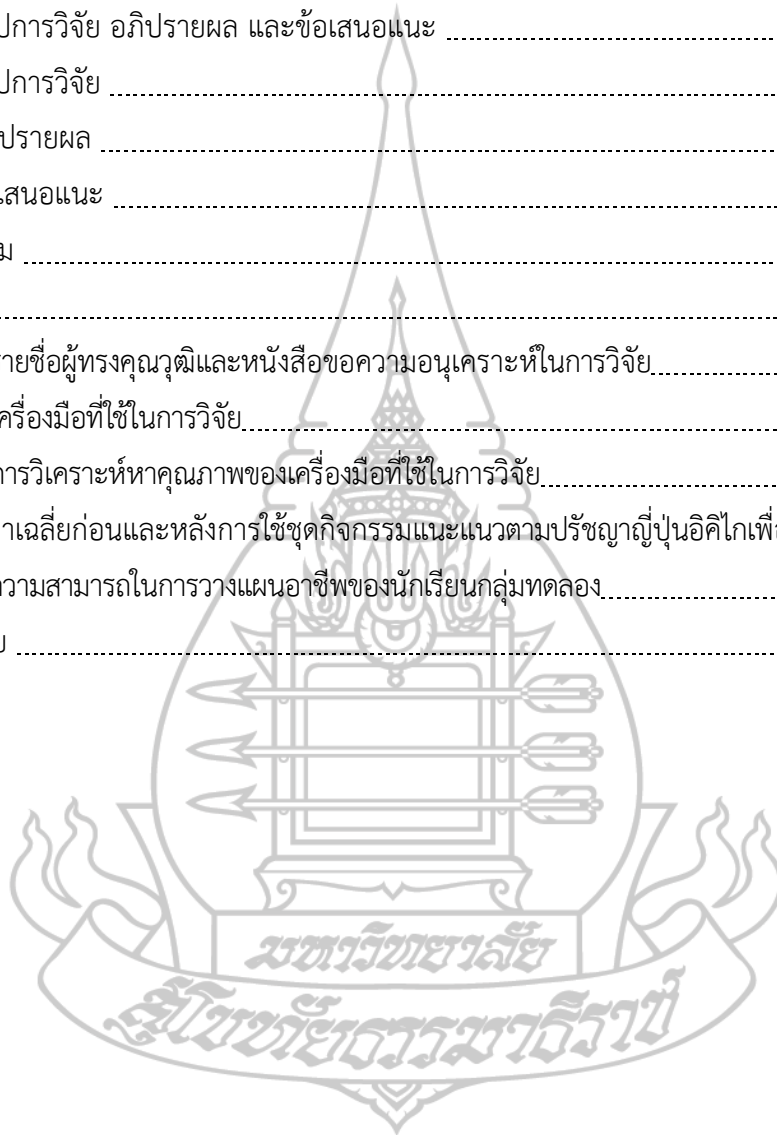 ปการวิจัย อภิปรายผล และข้อเสนอแนะ
ปการวิจัย
ปรายผล
เสนอแนะ
ม
ายชื่อผู้ทรงคุณวุฒิและหนังสือขอความอนุเคราะห์ในการวิจัย
ครื่องมือที่ใช้ในการวิจัย
การวิเคราะห์หาคุณภาพของเครื่องมือที่ใช้ในการวิจัย
าเฉลี่ยก่อนและหลังการใช้ชุดกิจกรรมแนะแนวตามปรัชญาญี่ปุ่นอิคิไกเพื่อ
ความสามารถในการวางแผนอาชีพของนักเรียนกลุ่มทดลอง
ย
มหาวิทยาลัย
สุโขทัยธรรมาธิราช